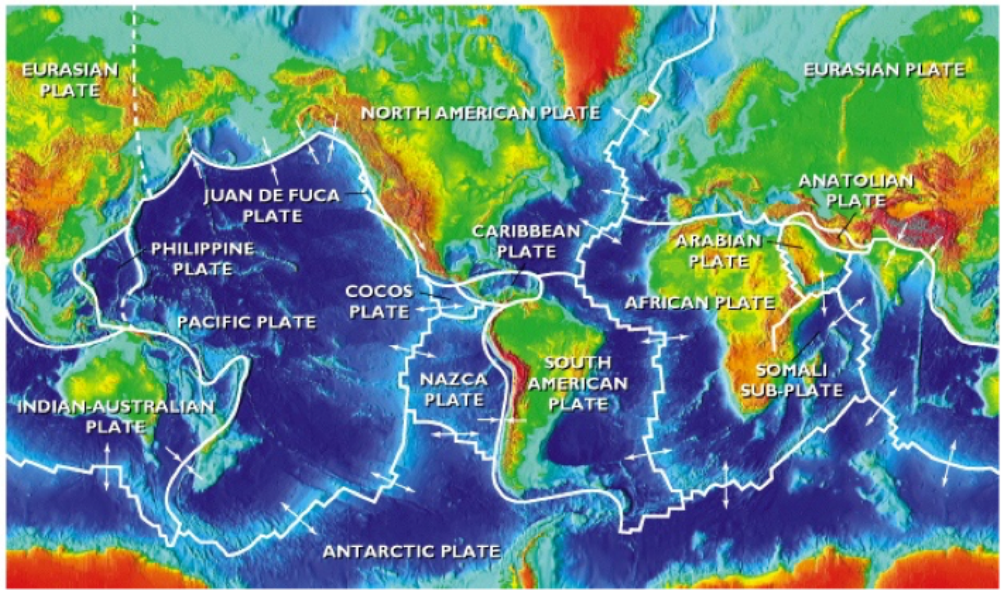 EURASIAN
PLATE
EURASIAN PLATE
NORTH AMERICAN PLATE
ANATOLIAN
PLATE
JUAN DE FUCA
PLATE
CARIBBEAN
PLATE
ARABIAN
PLATE
PHILIPPINE
PLATE
COCOS
PLATE
AFRICAN PLATE
PACIFIC PLATE
SOUTH
AMERICAN
PLATE
NAZCA
PLATE
SOMALI
SUB-PLATE
INDIAN-AUSTRALIAN
PLATE
ANTARCTIC PLATE